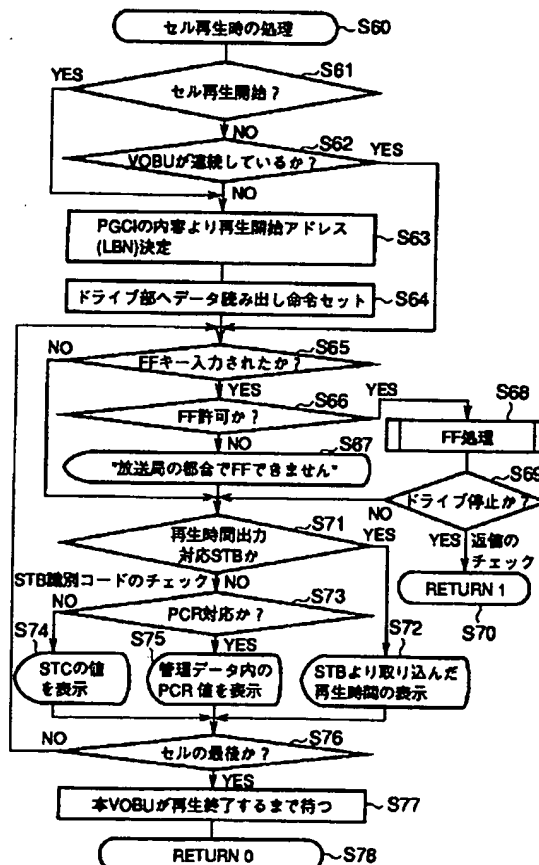 セル再生時の処理
S60
S61
YES
セル再生開始?
NO
S62
VOBUが連続しているか?
YES
NO
PGCIの内容より再生開始アドレス
(LBN)決定
S63
ドライブ部へデータ読み出し命名セット
S64
NO
S65
FFキー入力されたか?
YES
S66
YES
S68
FF許可か?
FF処理
NO
S67
"放送局の都合でFFできません"
S69
ドライブ停止か?
NO
S71
再生時間出力
対応STBか
YES
YES
返値の
チェック
STB識別コードのチェック
NO
RETURN 1
S70
S73
NO
PCR対応か?
S74
S75
YES
S72
STCの値
を表示
管理データ内の
PCR値を表示
STBより取り込んだ
再生時間の表示
NO
S76
セルの最後か?
YES
本VOBUが再生終了するまで待つ
S77
RETURN 0
S78